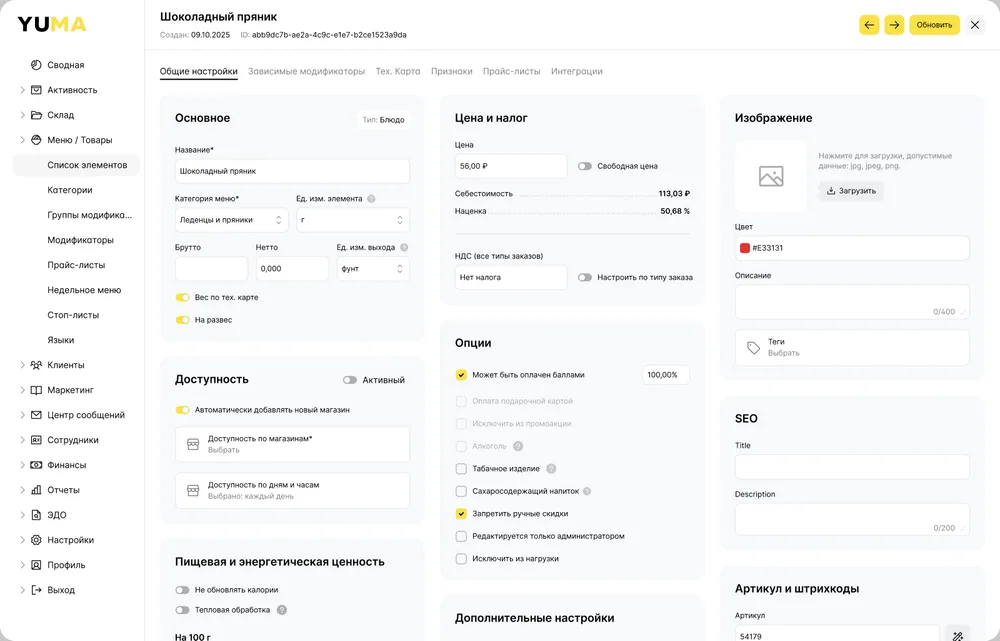 YUMA
Сводная
Активность
Склад
Меню / Товары
Список элементов
Категории
Группы модифика...
Модификаторы
Прайс-листы
Недельное меню
Стоп-листы
Языки
Клиенты
Маркетинг
Центр сообщений
Сотрудники
Финансы
Отчеты
ЭДО
Настройки
Профиль
Выход
Шоколадный пряник
Создан: 09.10.2025 ID: abb9dc7b-ae2a-4c9c-e1e7-b2ce1523a9da
Обновить
Общие настройки Зависимые модификаторы Тех. Карта Признаки Прайс-листы Интеграции
Основное
Тип: Блюдо
Название*
Шоколадный пряник
Категория меню* Ед. изм. элемента ?
Леденцы и пряники г
Брутто Нетто Ед. изм. выхода ?
0,000 фунт
Вес по тех. карте
На развес
Доступность
Активный
Автоматически добавлять новый магазин
Доступность по магазинам*
Выбрать
Доступность по дням и часам
Выбрано: каждый день
Пищевая и энергетическая ценность
Не обновлять калории
Тепловая обработка ?
На 100 г
Цена и налог
Цена
56,00 ₽ Свободная цена
Себестоимость 113,03 ₽
Наценка 50,68 %
НДС (все типы заказов)
Нет налога Настроить по типу заказа
Опции
Может быть оплачен баллами 100,00%
Оплата подарочной картой
Исключить из промоакции
Алкоголь ?
Табачное изделие ?
Сахаросодержащий напиток ?
Запретить ручные скидки
Редактируется только администратором
Исключить из нагрузки
Дополнительные настройки
Изображение
Нажмите для загрузки, допустимые
данные: jpg, jpeg, png.
Загрузить
Цвет
#E33131
Описание
0/400
Теги
Выбрать
SEO
Title
Description
0/200
Артикул и штрихкоды
Артикул
54179